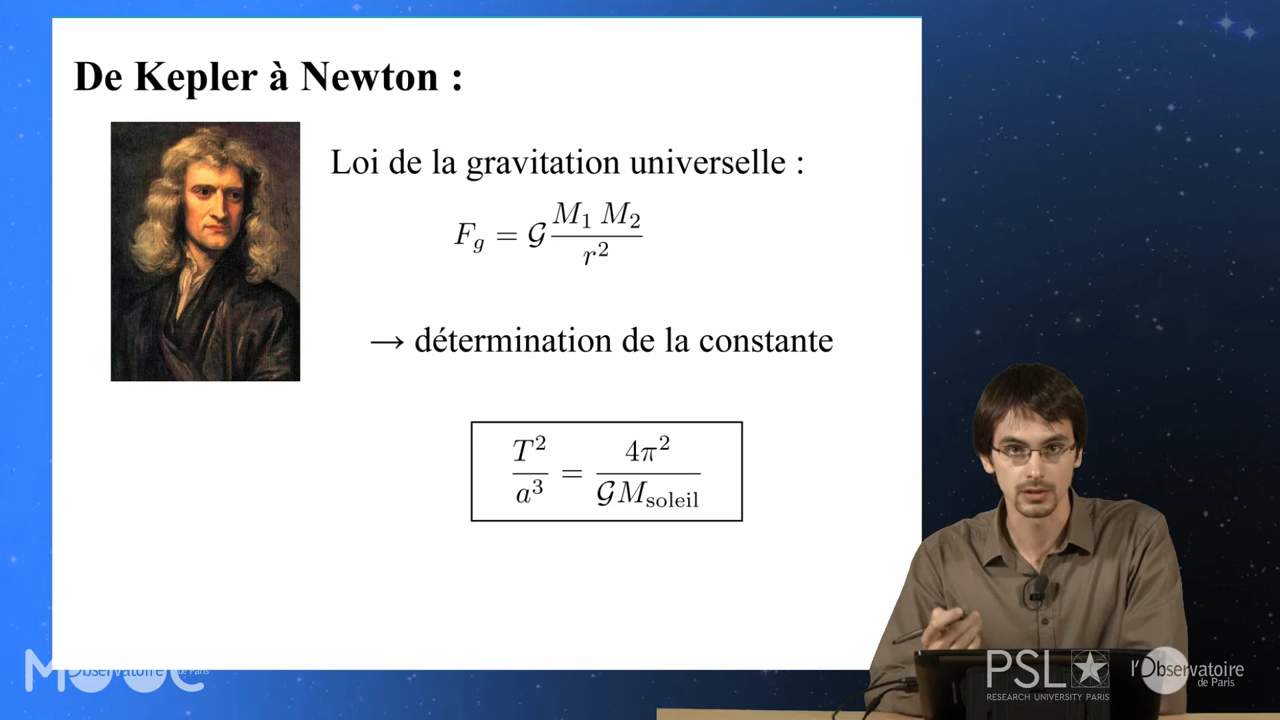 De Kepler à Newton :
Loi de la gravitation universelle :
F_g = 𝒢 M_1 M_2 / r^2
→ détermination de la constante
T^2 / a^3 = 4π^2 / 𝒢M_soleil
MOOC
Observatoire de Paris
PSL★
RESEARCH UNIVERSITY PARIS
l'Observatoire
de Paris